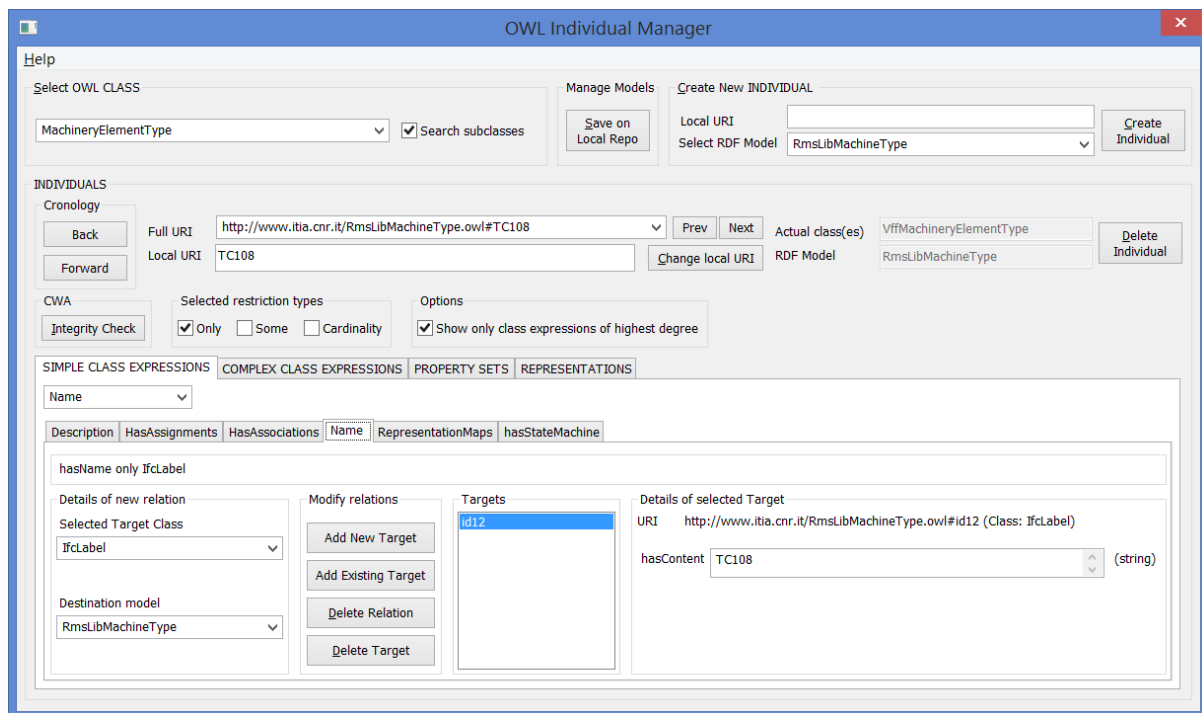 OWL Individual Manager
Help
Select OWL CLASS
MachineryElementType
Search subclasses
Manage Models
Save on
Local Repo
Create New INDIVIDUAL
Local URI
Select RDF Model RmsLibMachineType
Create
Individual
INDIVIDUALS
Cronology
Back
Forward
Full URI http://www.itia.cnr.it/RmsLibMachineType.owl#TC108
Prev Next
Local URI TC108
Change local URI
Actual class(es) VffMachineryElementType
RDF Model RmsLibMachineType
Delete
Individual
CWA
Integrity Check
Selected restriction types
Only Some Cardinality
Options
Show only class expressions of highest degree
SIMPLE CLASS EXPRESSIONS COMPLEX CLASS EXPRESSIONS PROPERTY SETS REPRESENTATIONS
Name
Description HasAssignments HasAssociations Name RepresentationMaps hasStateMachine
hasName only IfcLabel
Details of new relation
Selected Target Class
IfcLabel
Destination model
RmsLibMachineType
Modify relations
Add New Target
Add Existing Target
Delete Relation
Delete Target
Targets
id12
Details of selected Target
URI http://www.itia.cnr.it/RmsLibMachineType.owl#id12 (Class: IfcLabel)
hasContent TC108 (string)